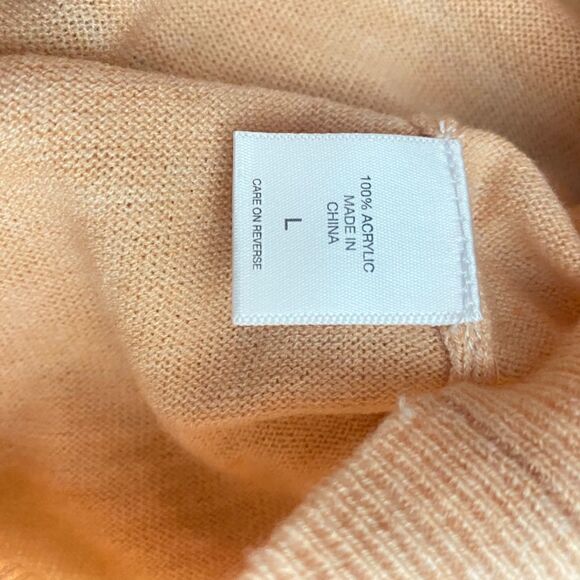 100% ACRYLIC
MADE IN
CHINA
L
CARE ON REVERSE